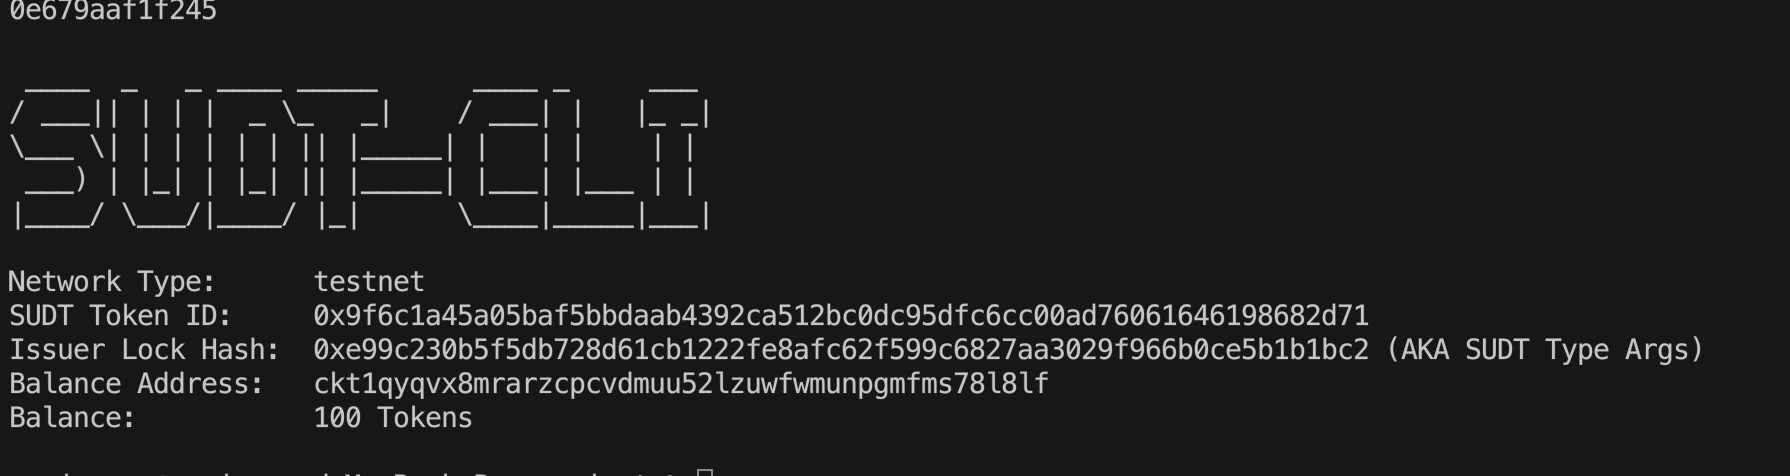 0e679aaf1f245
SUDT-CLI
Network Type: testnet
SUDT Token ID: 0x9f6c1a45a05baf5bbdaab4392ca512bc0dc95dfc6cc00ad76061646198682d71
Issuer Lock Hash: 0xe99c230b5f5db728d61cb1222fe8afc62f599c6827aa3029f966b0ce5b1b1bc2 (AKA SUDT Type Args)
Balance Address: ckt1qyqvx8mrarzcpcvdmuu52lzuwfwmunpgmfms78l8lf
Balance: 100 Tokens